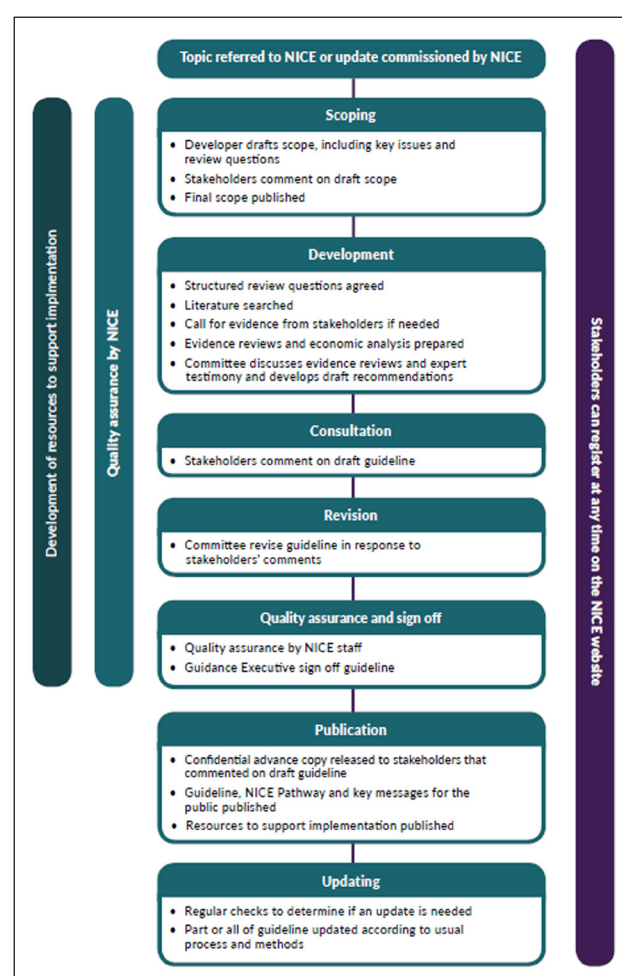 Topic referred to NICE or update commissioned by NICE
Scoping
• Developer drafts scope, including key issues and
review questions
• Stakeholders comment on draft scope
• Final scope published
Development
• Structured review questions agreed
• Literature searched
• Call for evidence from stakeholders if needed
• Evidence reviews and economic analysis prepared
• Committee discusses evidence reviews and expert
testimony and develops draft recommendations
Consultation
• Stakeholders comment on draft guideline
Revision
• Committee revise guideline in response to
stakeholders' comments
Quality assurance and sign off
• Quality assurance by NICE staff
• Guidance Executive sign off guideline
Publication
• Confidential advance copy released to stakeholders that
commented on draft guideline
• Guideline, NICE Pathway and key messages for the
public published
• Resources to support implementation published
Updating
• Regular checks to determine if an update is needed
• Part or all of guideline updated according to usual
process and methods
Development of resources to support implmentation
Quality assurance by NICE
Stakeholders can register at any time on the NICE website